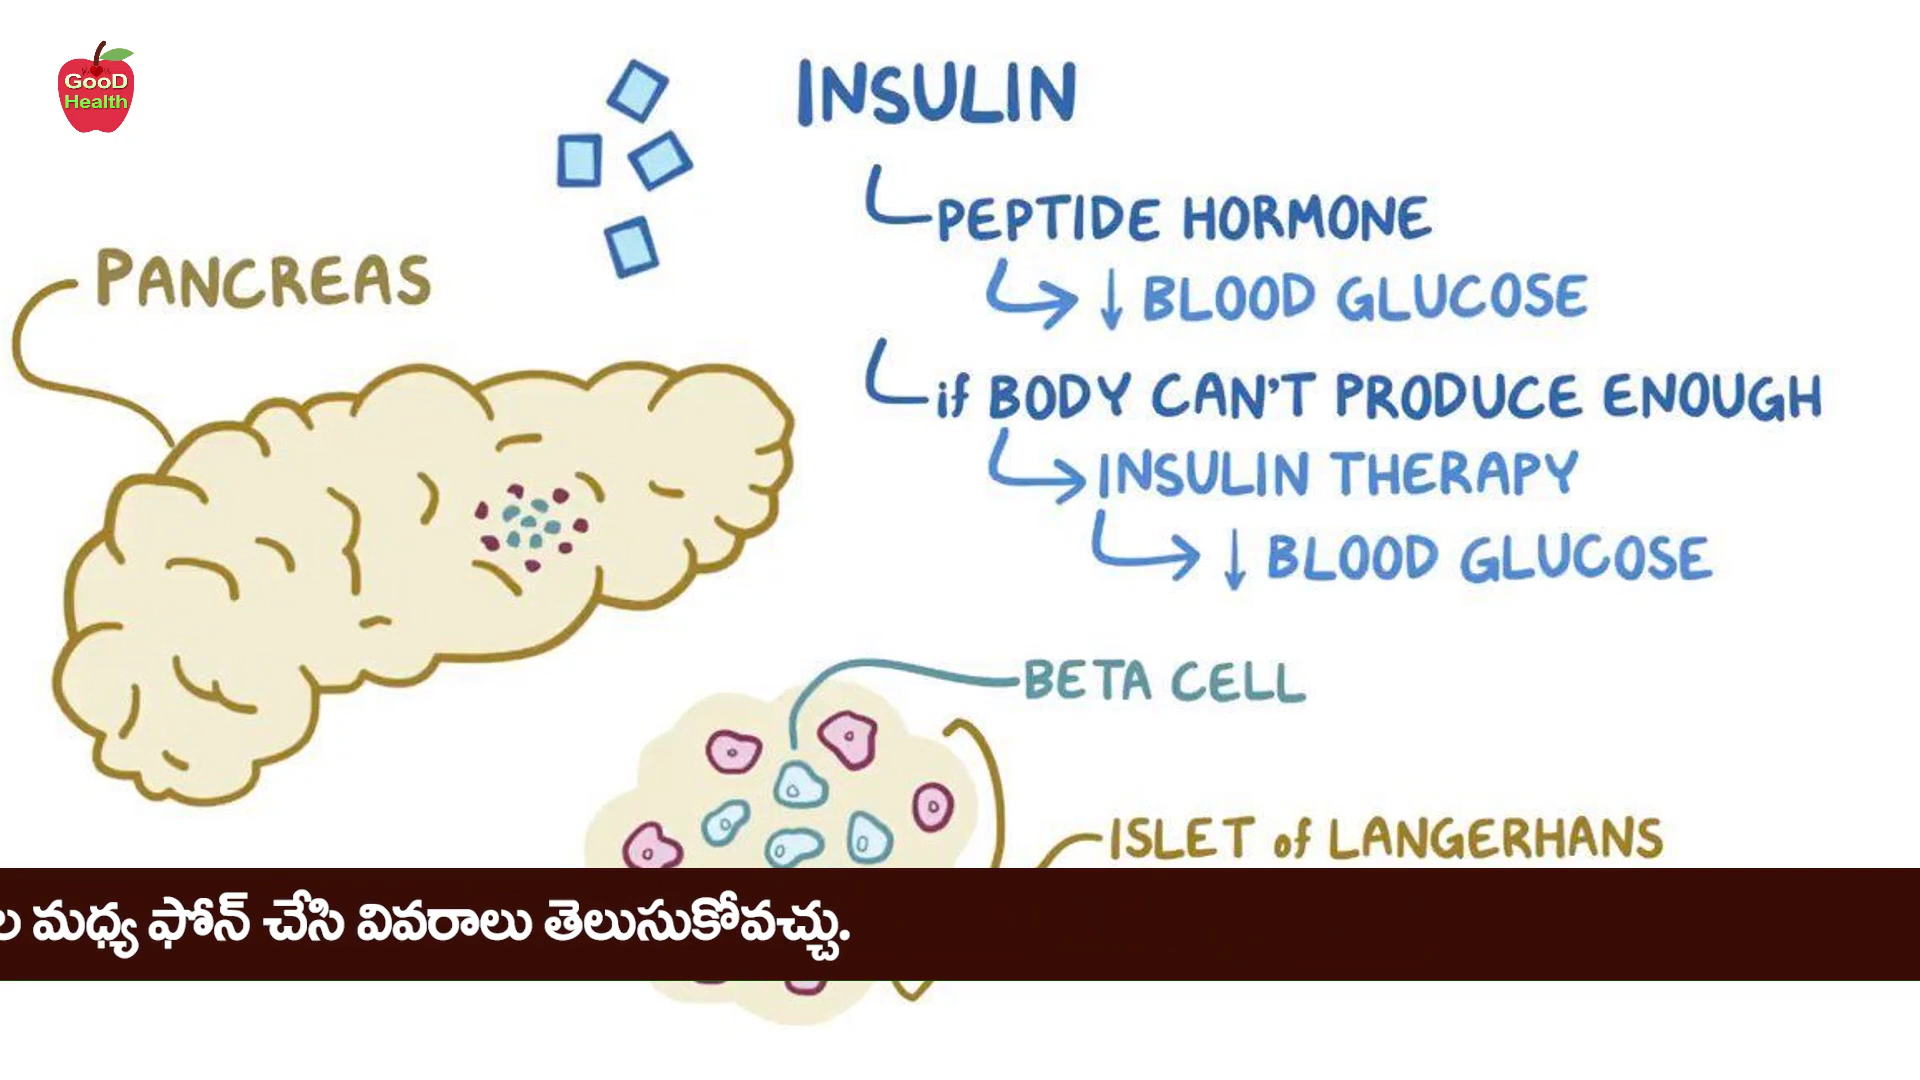 GooD
Health
INSULIN
PEPTIDE HORMONE
↓ BLOOD GLUCOSE
if BODY CAN'T PRODUCE ENOUGH
INSULIN THERAPY
↓ BLOOD GLUCOSE
PANCREAS
BETA CELL
ISLET of LANGERHANS
మధ్య ఫోన్ చేసి వివరాలు తెలుసుకోవచ్చు.